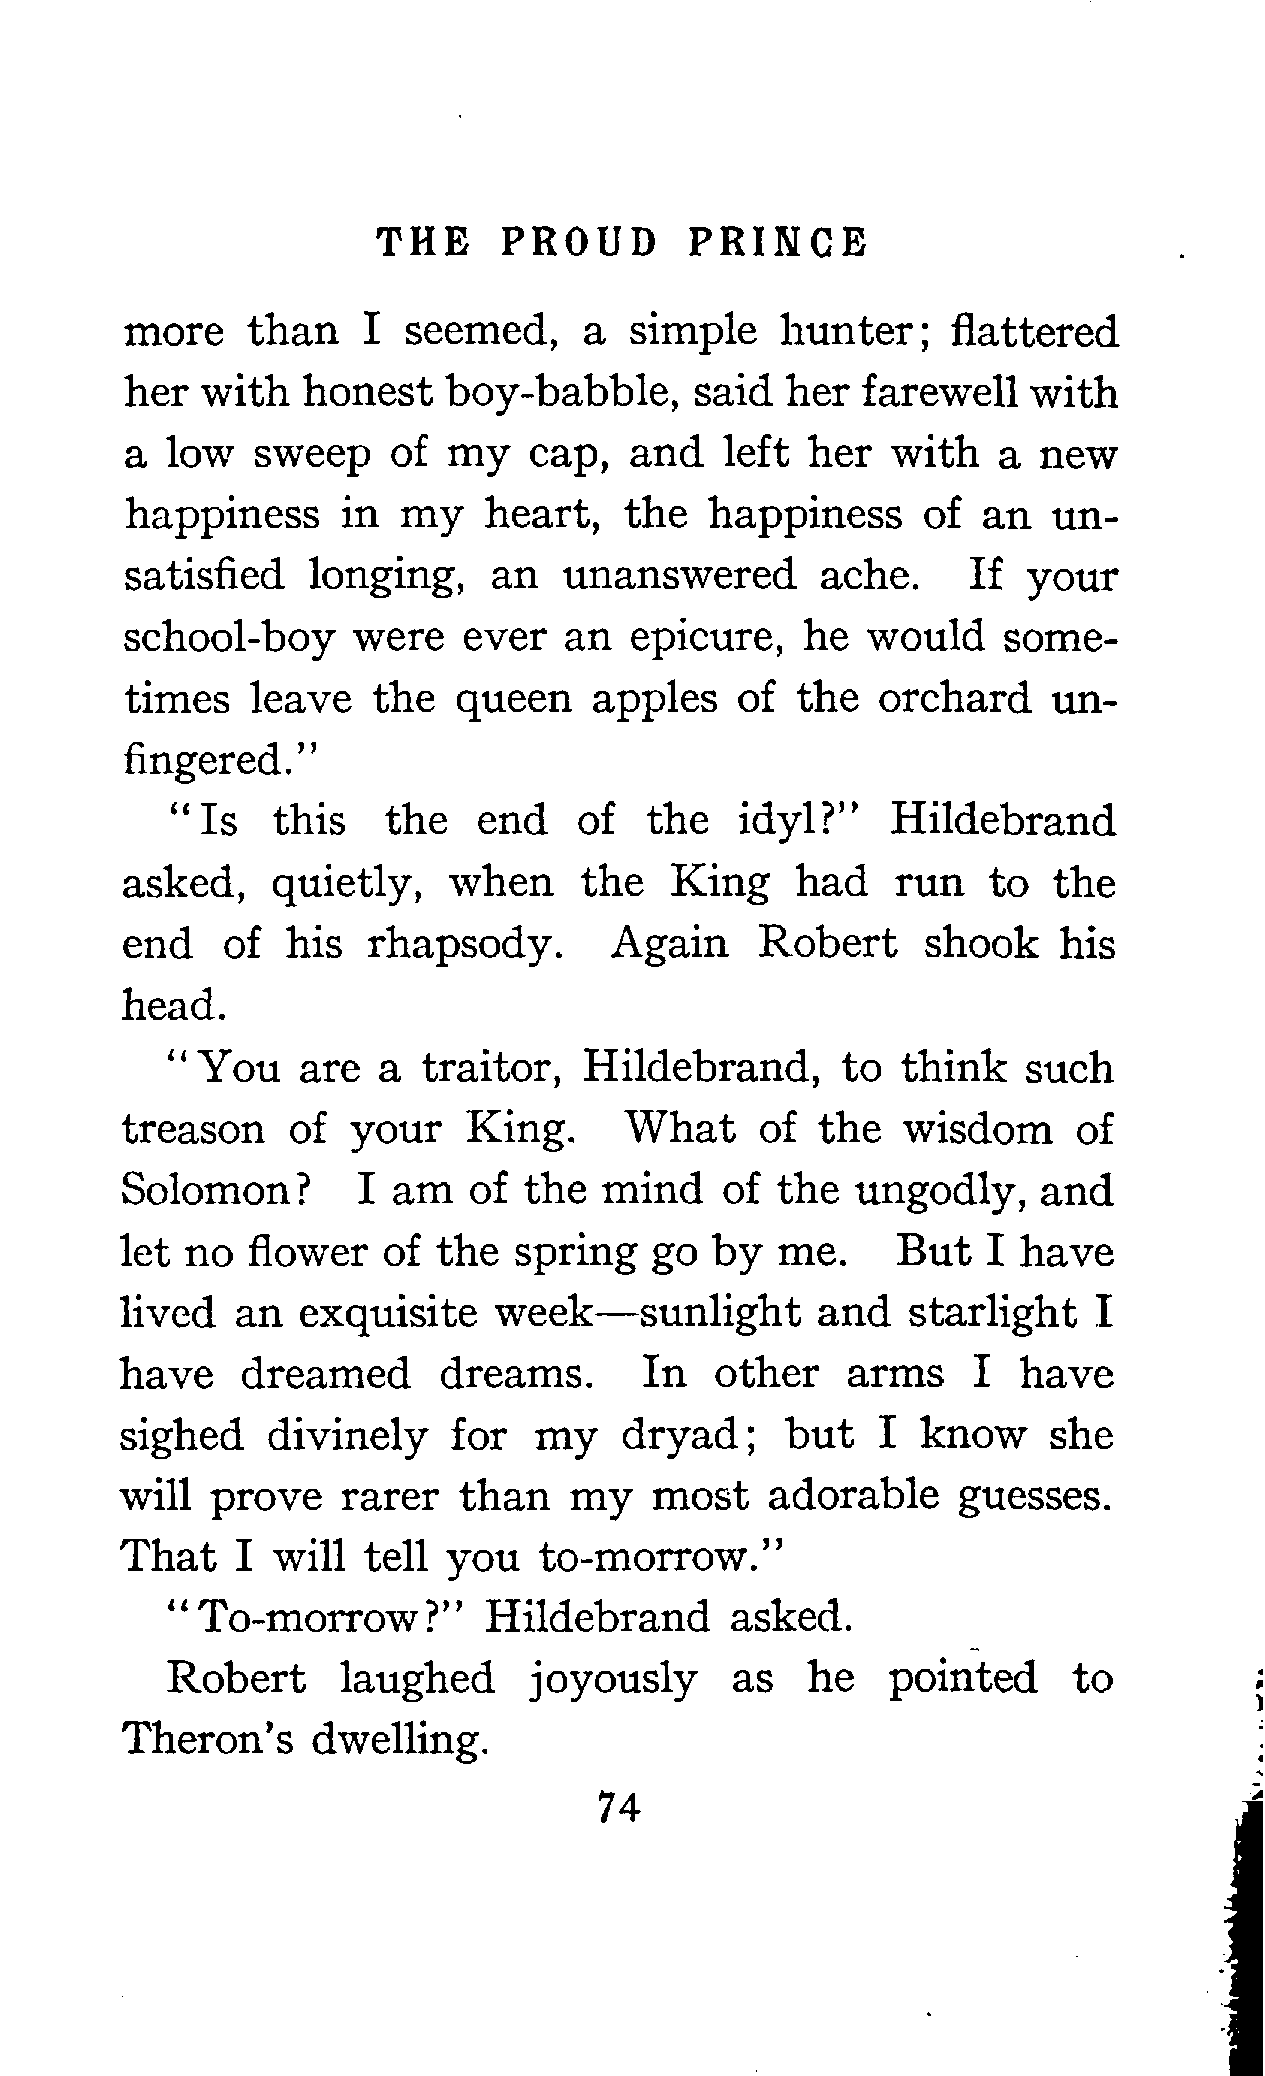 THE PROUD PRINCE
more than I seemed, a simple hunter; flattered
her with honest boy-babble, said her farewell with
a low sweep of my cap, and left her with a new
happiness in my heart, the happiness of an un-
satisfied longing, an unanswered ache. If your
school-boy were ever an epicure, he would some-
times leave the queen apples of the orchard un-
fingered."
"Is this the end of the idyl?" Hildebrand
asked, quietly, when the King had run to the
end of his rhapsody. Again Robert shook his
head.
"You are a traitor, Hildebrand, to think such
treason of your King. What of the wisdom of
Solomon? I am of the mind of the ungodly, and
let no flower of the spring go by me. But I have
lived an exquisite week—sunlight and starlight I
have dreamed dreams. In other arms I have
sighed divinely for my dryad; but I know she
will prove rarer than my most adorable guesses.
That I will tell you to-morrow."
"To-morrow?" Hildebrand asked.
Robert laughed joyously as he pointed to
Theron's dwelling.
74